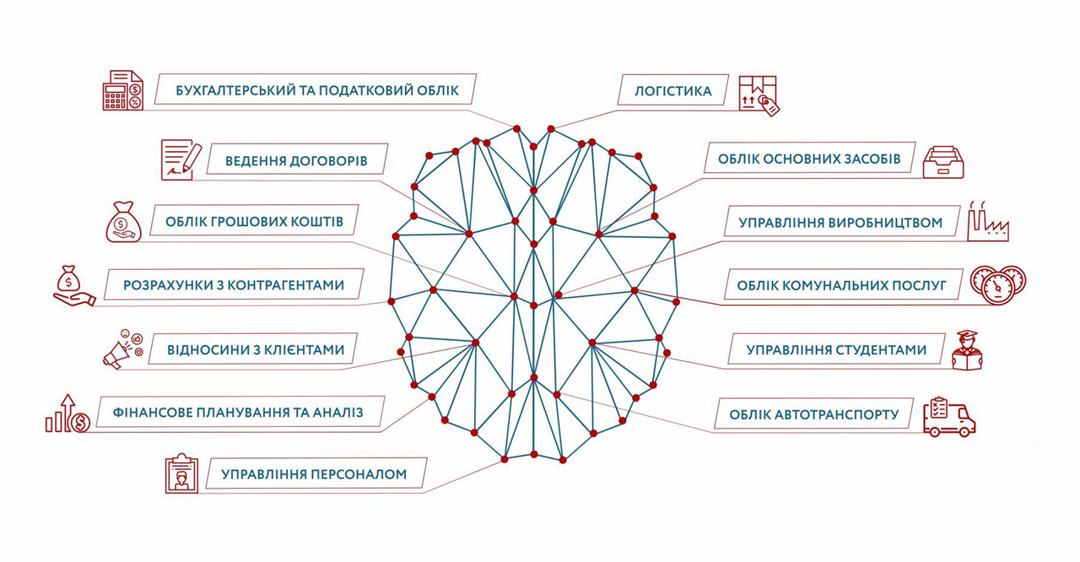 БУХГАЛТЕРСЬКИЙ ТА ПОДАТКОВИЙ ОБЛІК
ВЕДЕННЯ ДОГОВОРІВ
ОБЛІК ГРОШОВИХ КОШТІВ
РОЗРАХУНКИ З КОНТРАГЕНТАМИ
ВІДНОСИНИ З КЛІЄНТАМИ
ФІНАНСОВЕ ПЛАНУВАННЯ ТА АНАЛІЗ
УПРАВЛІННЯ ПЕРСОНАЛОМ
ЛОГІСТИКА
ОБЛІК ОСНОВНИХ ЗАСОБІВ
УПРАВЛІННЯ ВИРОБНИЦТВОМ
ОБЛІК КОМУНАЛЬНИХ ПОСЛУГ
УПРАВЛІННЯ СТУДЕНТАМИ
ОБЛІК АВТОТРАНСПОРТУ